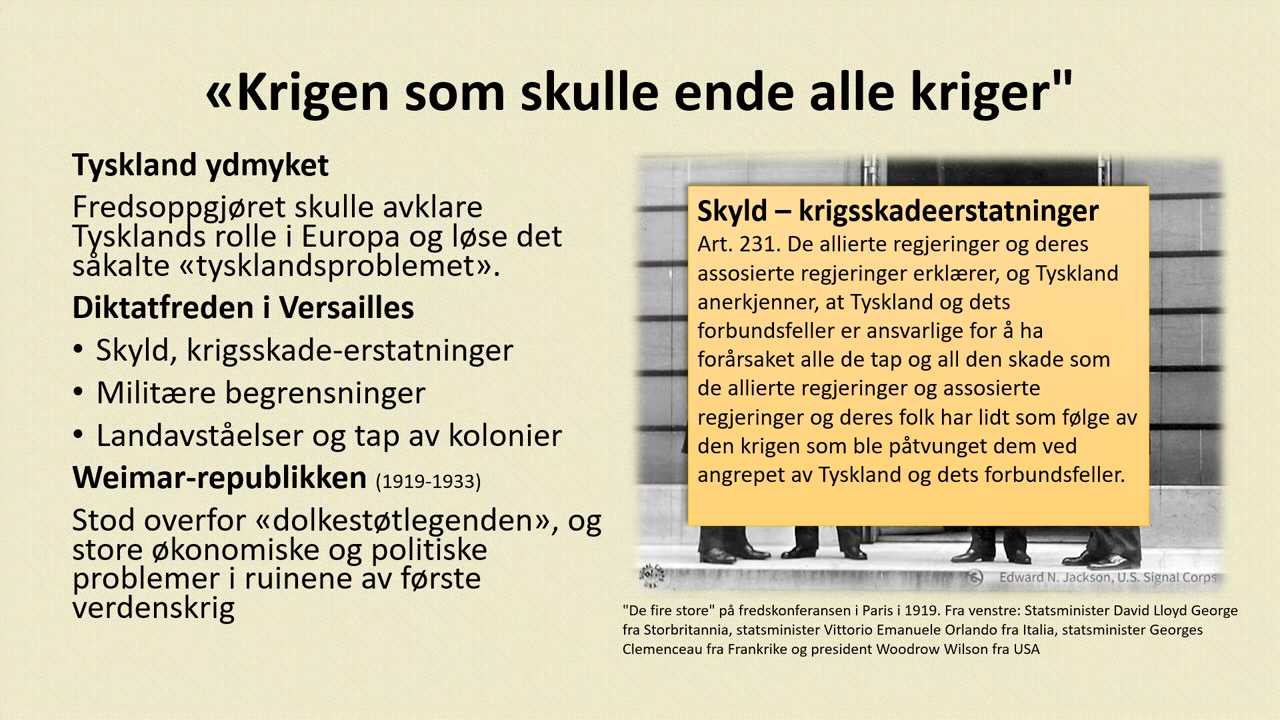 «Krigen som skulle ende alle kriger"
Tyskland ydmyket
Fredsoppgjøret skulle avklare
Tysklands rolle i Europa og løse det
såkalte «tysklandsproblemet».
Diktatfreden i Versailles
• Skyld, krigsskade-erstatninger
• Militære begrensninger
• Landavståelser og tap av kolonier
Weimar-republikken (1919-1933)
Stod overfor «dolkestøtlegenden», og
store økonomiske og politiske
problemer i ruinene av første
verdenskrig
Skyld – krigsskadeerstatninger
Art. 231. De allierte regjeringer og deres
assosierte regjeringer erklærer, og Tyskland
anerkjenner, at Tyskland og dets
forbundsfeller er ansvarlige for å ha
forårsaket alle de tap og all den skade som
de allierte regjeringer og assosierte
regjeringer og deres folk har lidt som følge av
den krigen som ble påtvunget dem ved
angrepet av Tyskland og dets forbundsfeller.
Edward N. Jackson, U.S. Signal Corps
"De fire store" på fredskonferansen i Paris i 1919. Fra venstre: Statsminister David Lloyd George
fra Storbritannia, statsminister Vittorio Emanuele Orlando fra Italia, statsminister Georges
Clemenceau fra Frankrike og president Woodrow Wilson fra USA